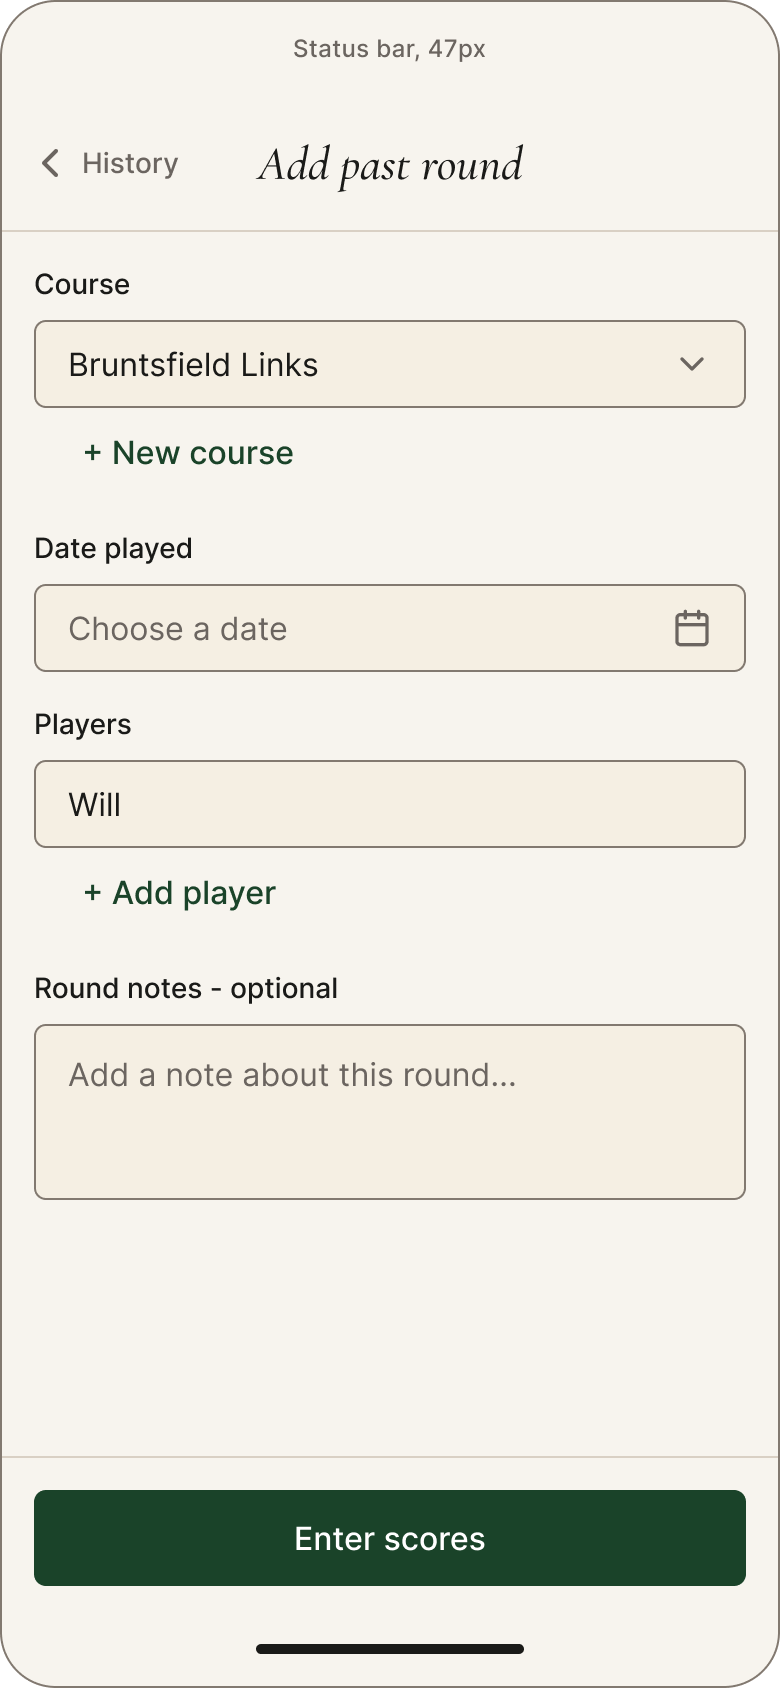 Status bar, 47px
History
Add past round
Course
Bruntsfield Links
+ New course
Date played
Choose a date
Players
Will
+ Add player
Round notes - optional
Add a note about this round...
Enter scores